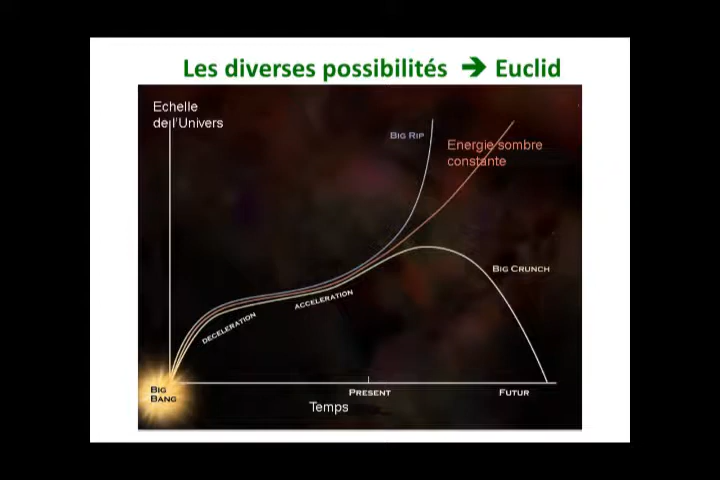 Les diverses possibilités ➔ Euclid
Echelle
de l'Univers
BIG RIP
Energie sombre
constante
BIG CRUNCH
ACCELERATION
DECELERATION
BIG
BANG
PRESENT
FUTUR
Temps